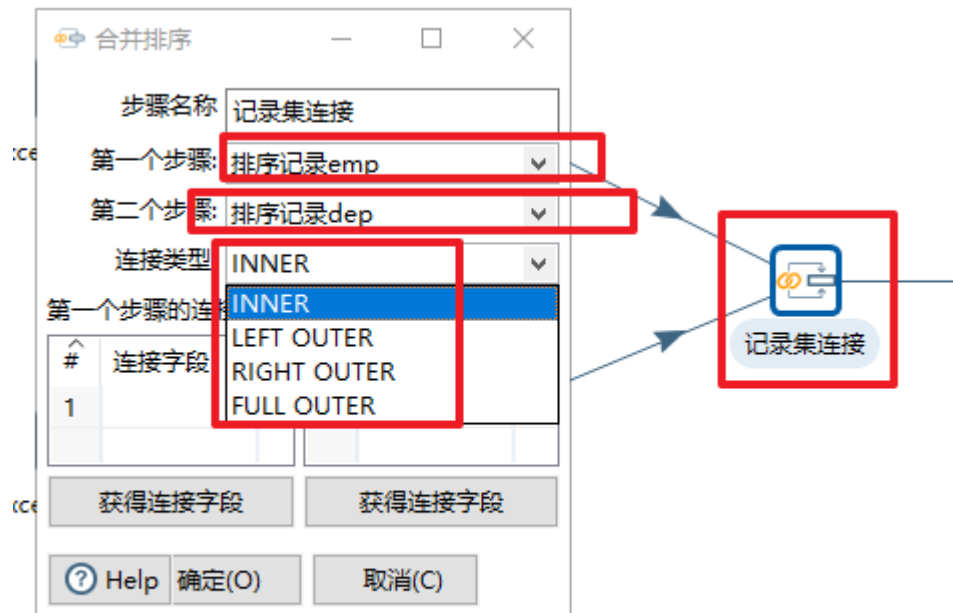 合并排序
步骤名称 记录集连接
xce
第一个步骤: 排序记录emp
第二个步骤: 排序记录dep
连接类型 INNER
INNER
LEFT OUTER
RIGHT OUTER
FULL OUTER
第一个步骤的连接
# 连接字段
1
记录集连接
获得连接字段 获得连接字段
Help 确定(O) 取消(C)